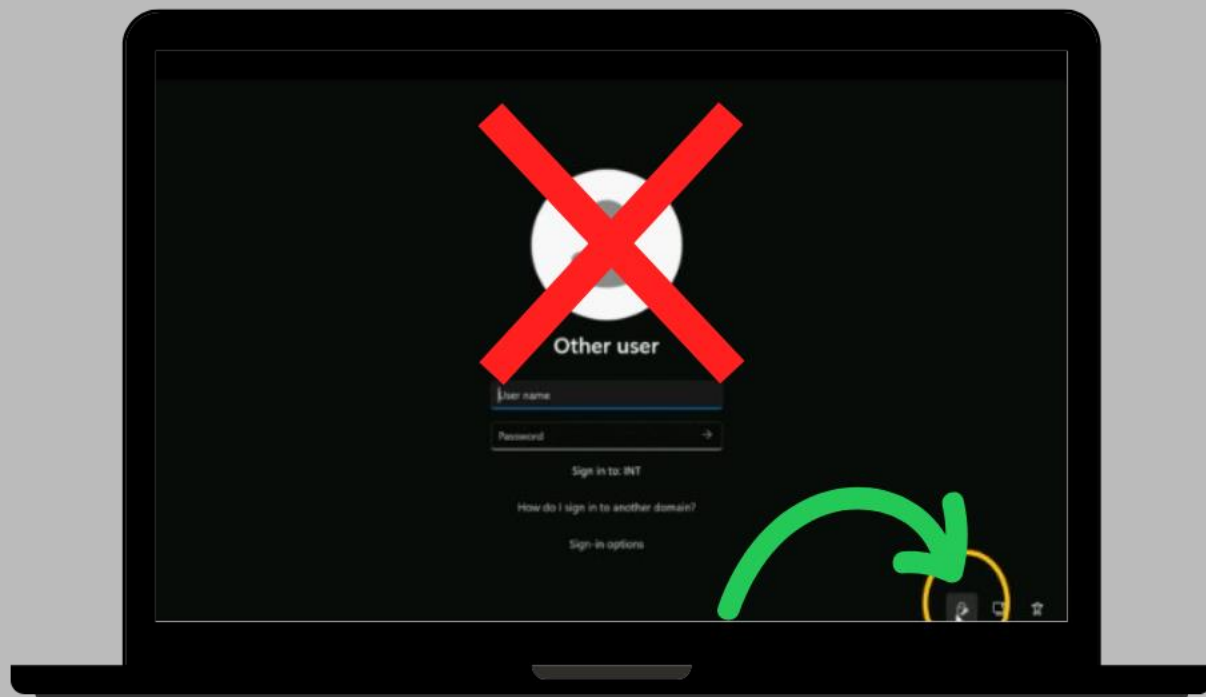 Other user
User name
Password
Sign in to: INT
How do I sign in to another domain?
Sign-in options